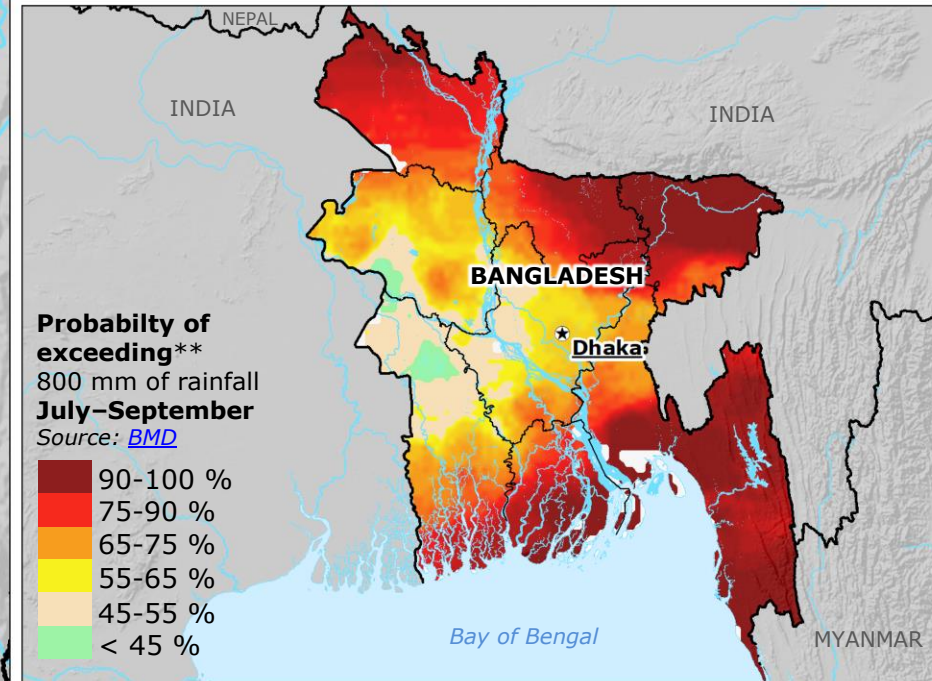 NEPAL
INDIA
INDIA
BANGLADESH
Dhaka
Probabilty of
exceeding**
800 mm of rainfall
July–September
Source: BMD
90-100 %
75-90 %
65-75 %
55-65 %
45-55 %
< 45 %
Bay of Bengal
MYANMAR